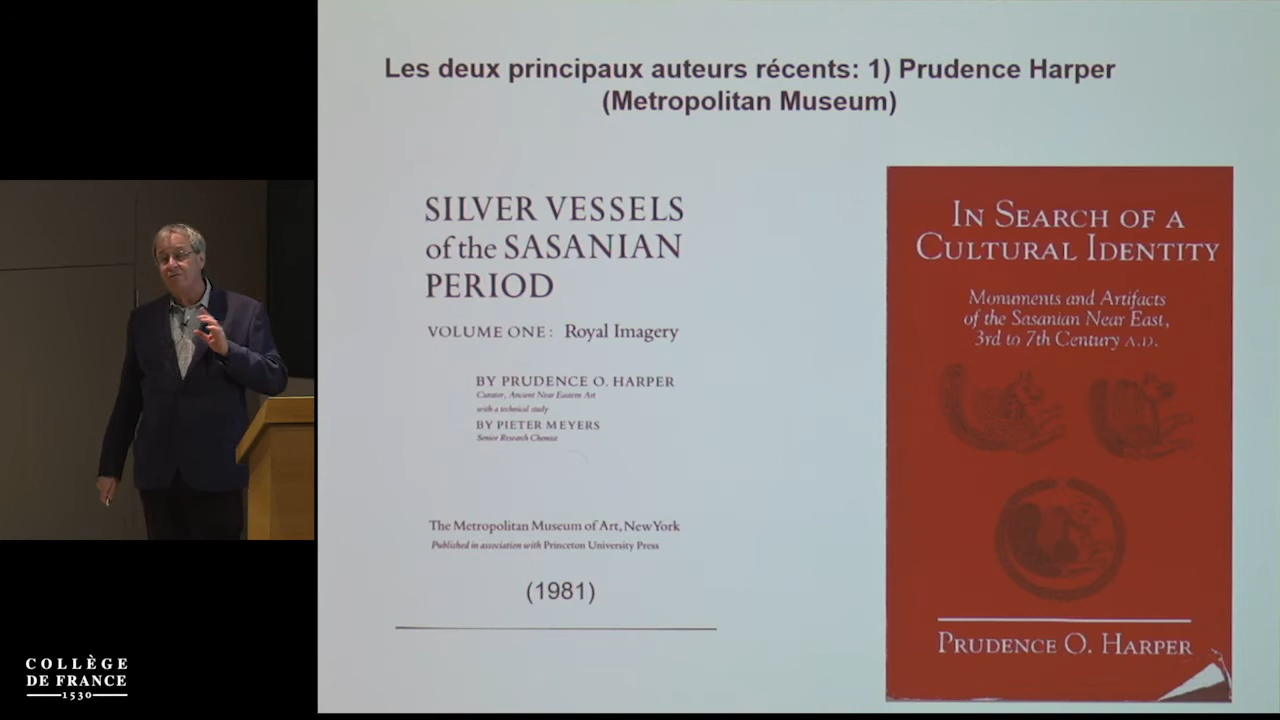 Les deux principaux auteurs récents: 1) Prudence Harper
(Metropolitan Museum)
SILVER VESSELS
of the SASANIAN
PERIOD
VOLUME ONE: Royal Imagery
BY PRUDENCE O. HARPER
Curator, Ancient Near Eastern Art
with a technical study
BY PIETER MEYERS
Senior Research Chemist
The Metropolitan Museum of Art, New York
Published in association with Princeton University Press
(1981)
IN SEARCH OF A
CULTURAL IDENTITY
Monuments and Artifacts
of the Sasanian Near East,
3rd to 7th Century A.D.
PRUDENCE O. HARPER
COLLÈGE
DE FRANCE
1530